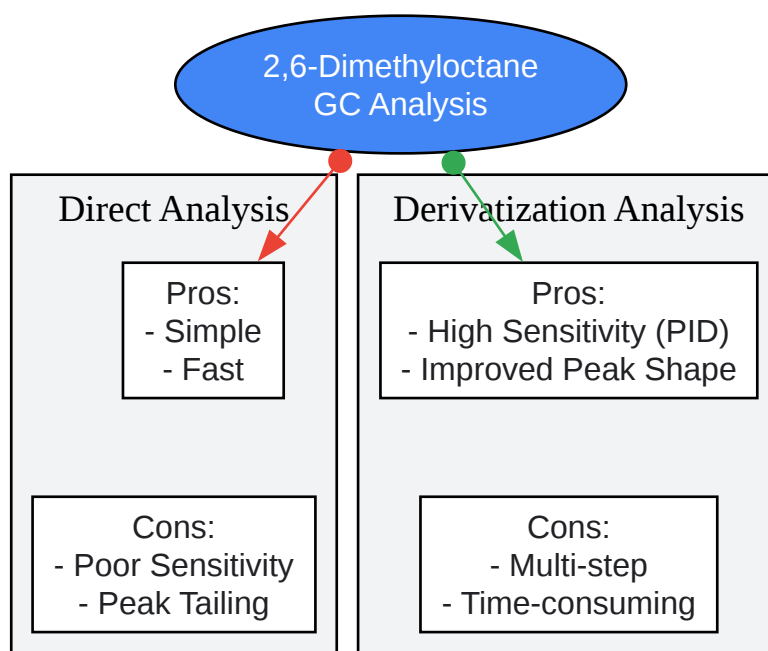 2,6-Dimethyloctane
GC Analysis
Direct Analysis
Pros:
- Simple
- Fast
Cons:
- Poor Sensitivity
- Peak Tailing
Derivatization Analysis
Pros:
- High Sensitivity (PID)
- Improved Peak Shape
Cons:
- Multi-step
- Time-consuming